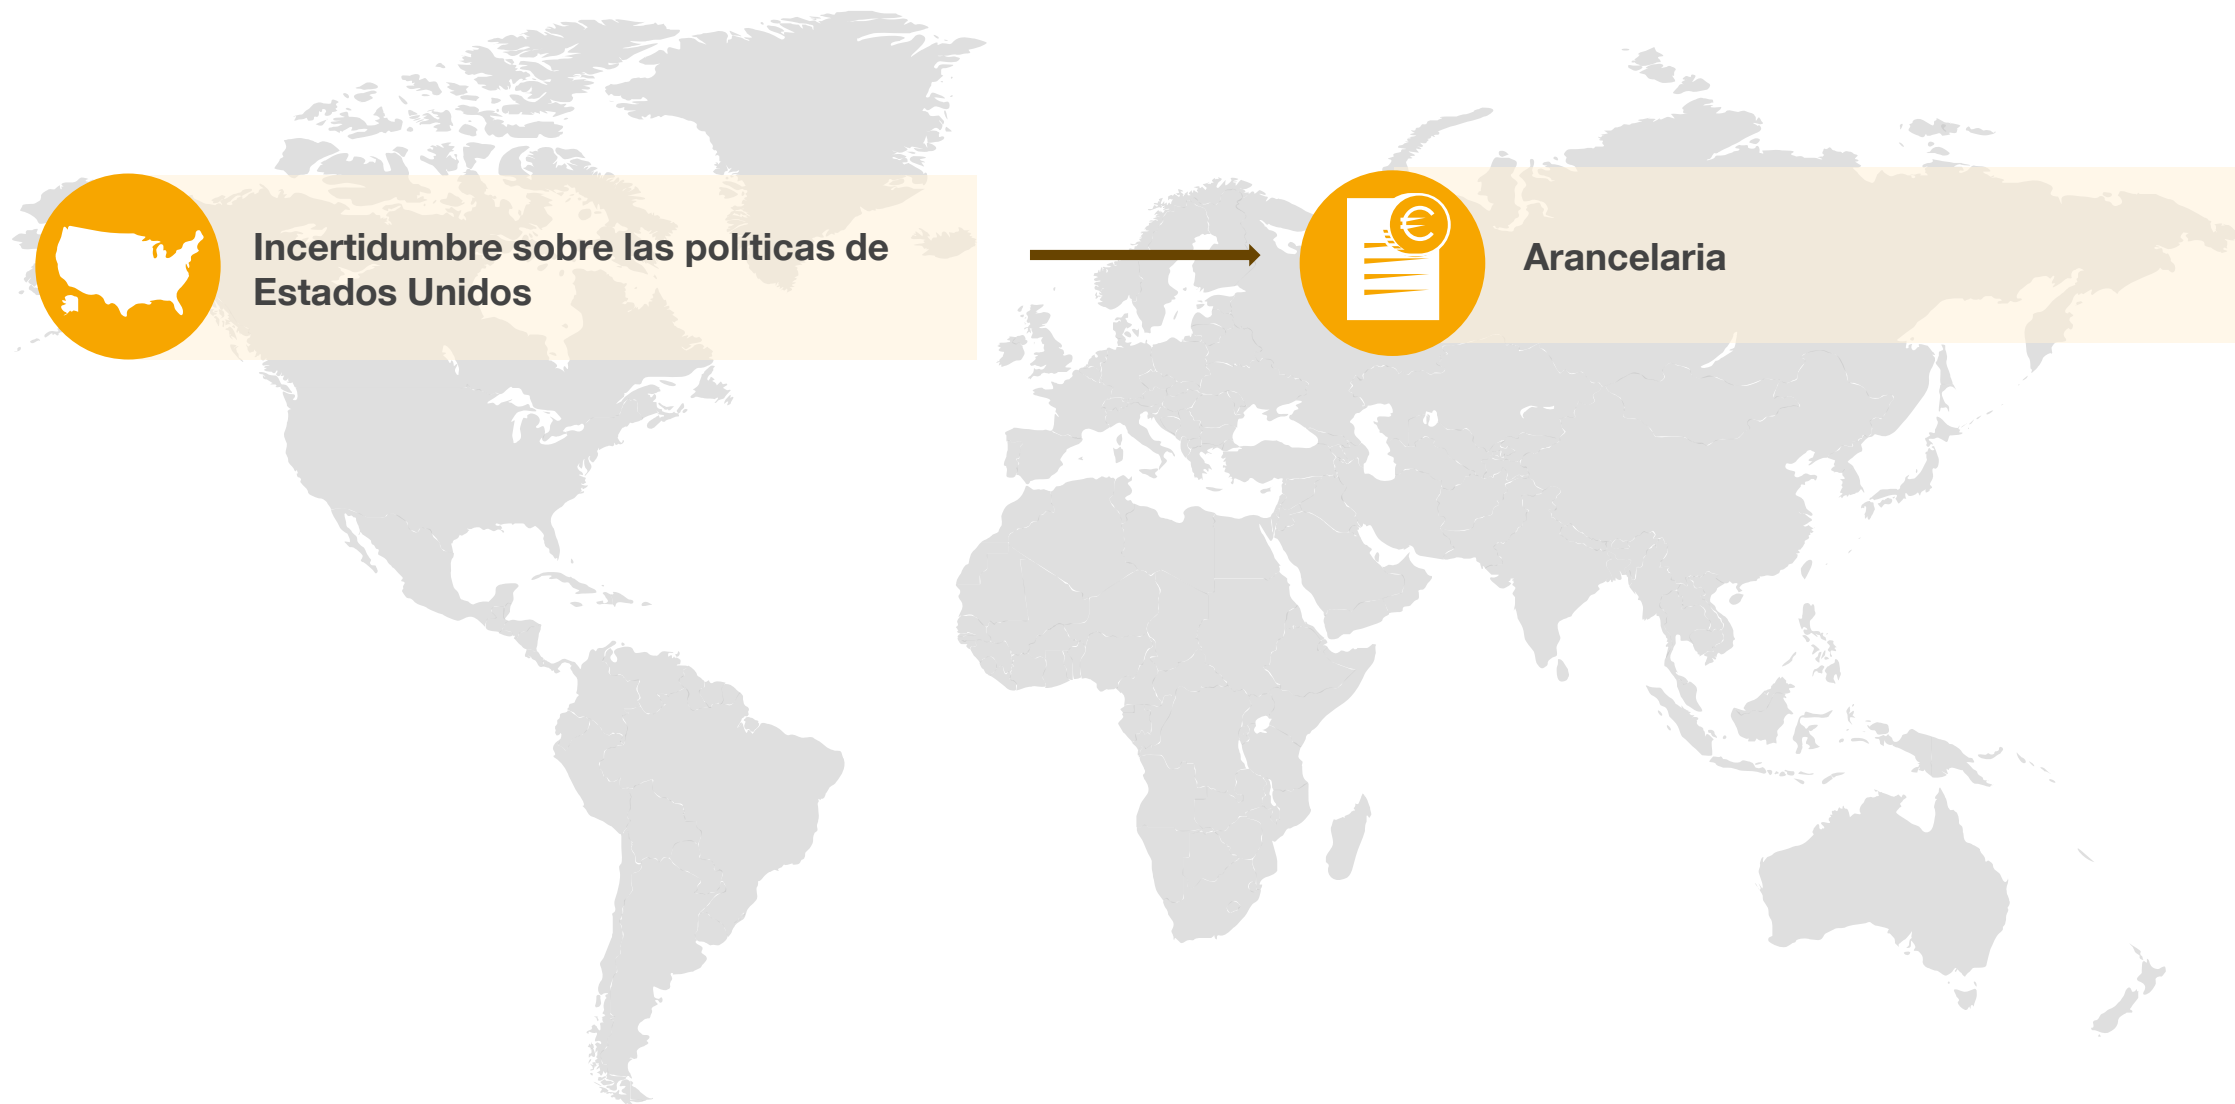 Incertidumbre sobre las políticas de
Estados Unidos
€
Arancelaria